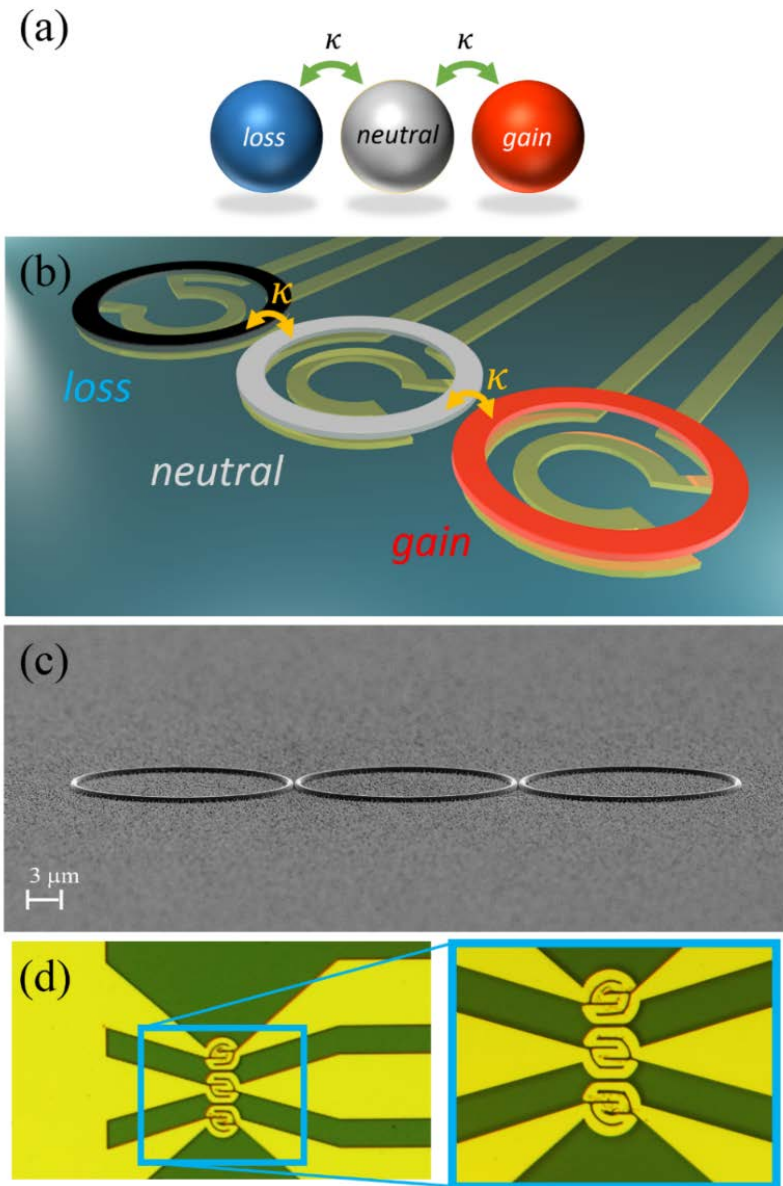 (a)
κ κ
loss neutral gain
(b)
κ
loss
κ
neutral
gain
(c)
3 μm
(d)